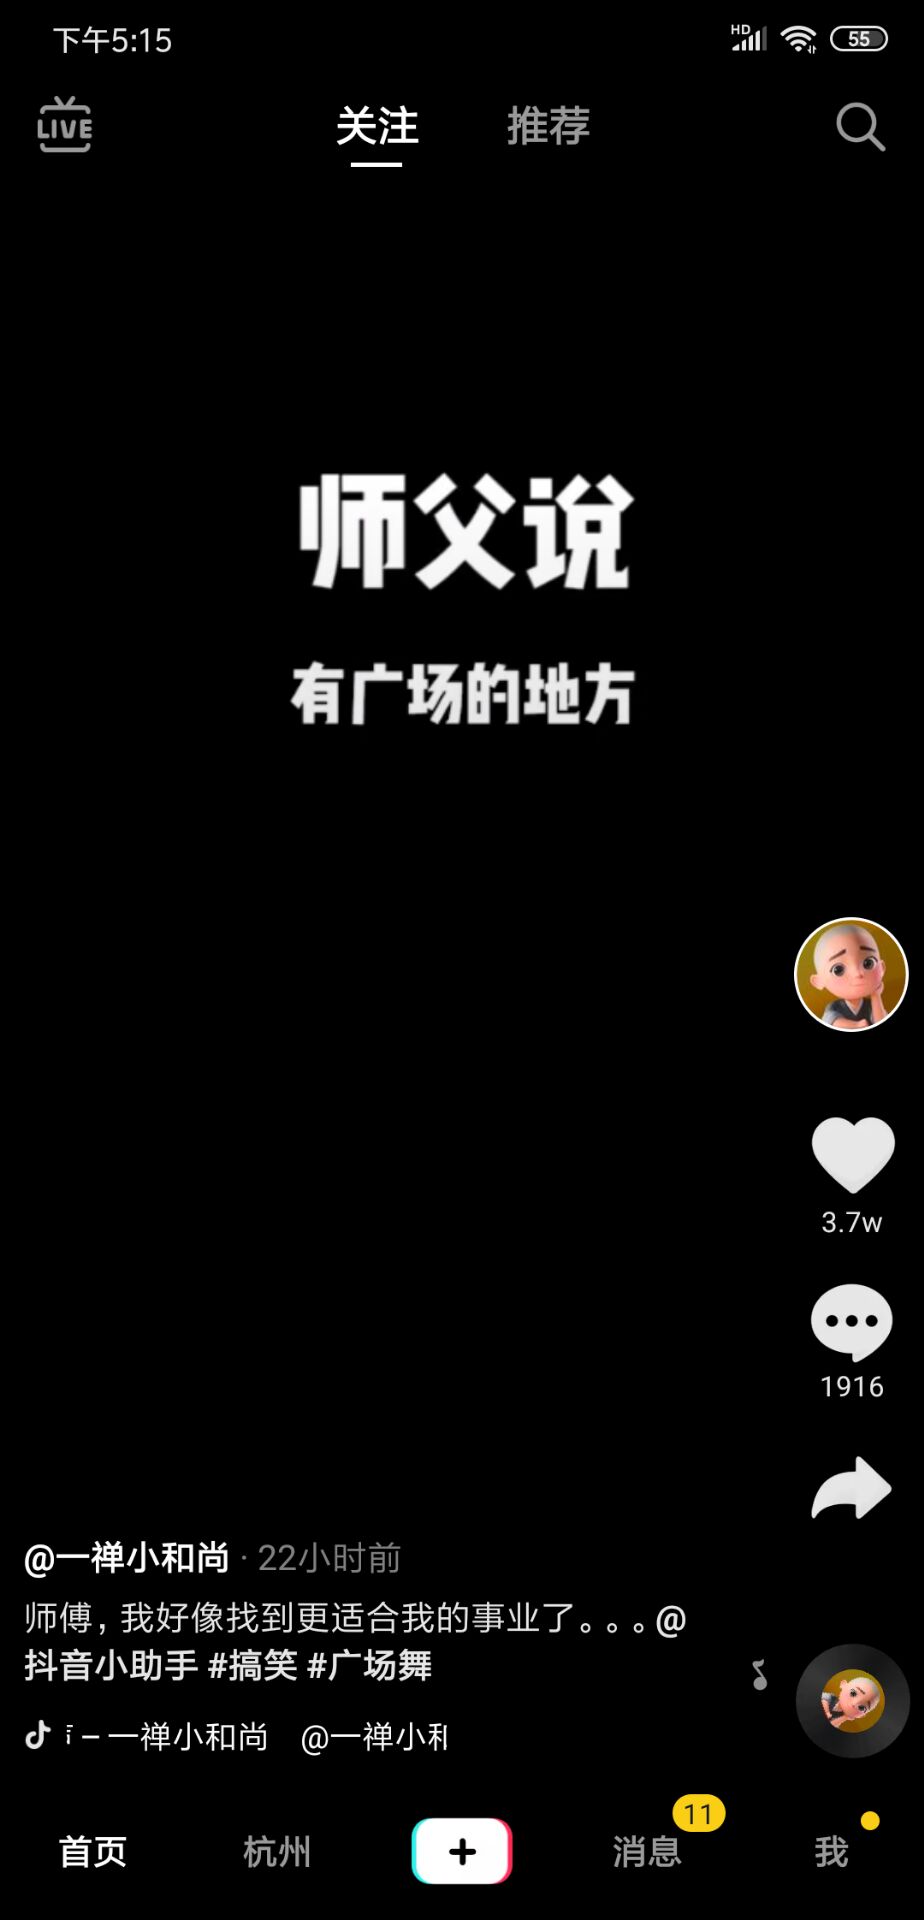 下午5:15
HD
55
LIVE
关注
推荐
师父说
有广场的地方
3.7w
1916
@一禅小和尚 · 22小时前
师傅，我好像找到更适合我的事业了。。。@
抖音小助手 #搞笑 #广场舞
– 一禅小和尚 @一禅小
首页
杭州
11
消息
我